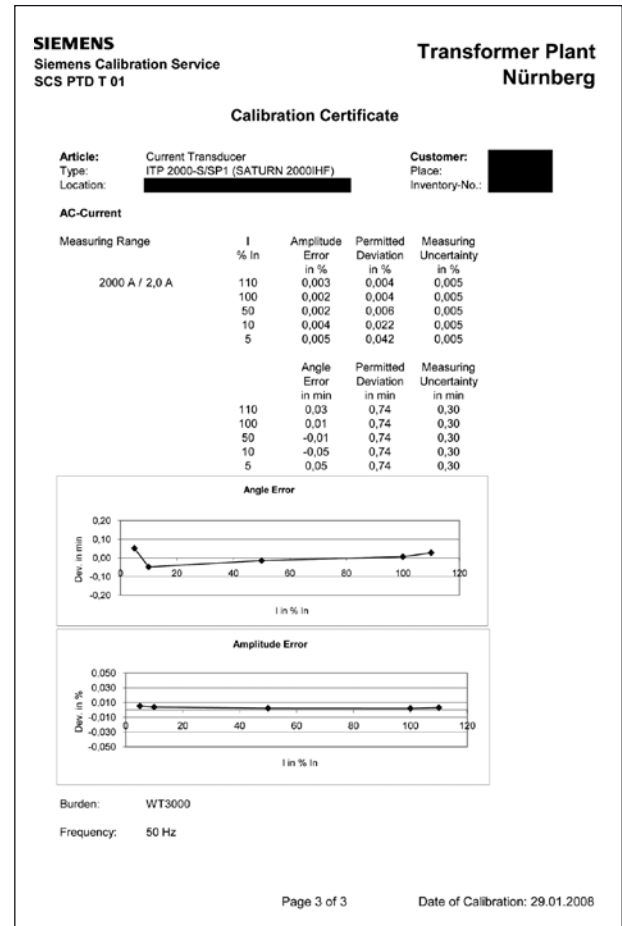 SIEMENS
Siemens Calibration Service
SCS PTD T 01
Transformer Plant
Nürnberg
Calibration Certificate
Article: Current Transducer Customer:
Type: ITP 2000-S/SP1 (SATURN 2000IHF) Place:
Location: Inventory-No.:
AC-Current
Measuring Range I Amplitude Permitted Measuring
% In Error Deviation Uncertainty
in % in % in %
2000 A / 2,0 A 110 0,003 0,004 0,005
100 0,002 0,004 0,005
50 0,002 0,006 0,005
10 0,004 0,022 0,005
5 0,005 0,042 0,005
Angle Permitted Measuring
Error Deviation Uncertainty
in min in min in min
110 0,03 0,74 0,30
100 0,01 0,74 0,30
50 -0,01 0,74 0,30
10 -0,05 0,74 0,30
5 0,05 0,74 0,30
Angle Error
Dev. in min
0,20
0,10
0,00
-0,10
-0,20
0 20 40 60 80 100 120
I in % In
Amplitude Error
Dev. in %
0,050
0,030
0,010
-0,010
-0,030
-0,050
0 20 40 60 80 100 120
I in % In
Burden: WT3000
Frequency: 50 Hz
Page 3 of 3 Date of Calibration: 29.01.2008